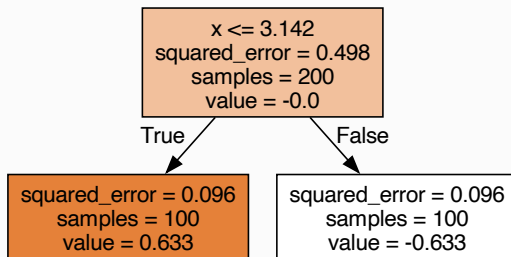 x <= 3.142
squared_error = 0.498
samples = 200
value = -0.0
True
False
squared_error = 0.096
samples = 100
value = 0.633
squared_error = 0.096
samples = 100
value = -0.633